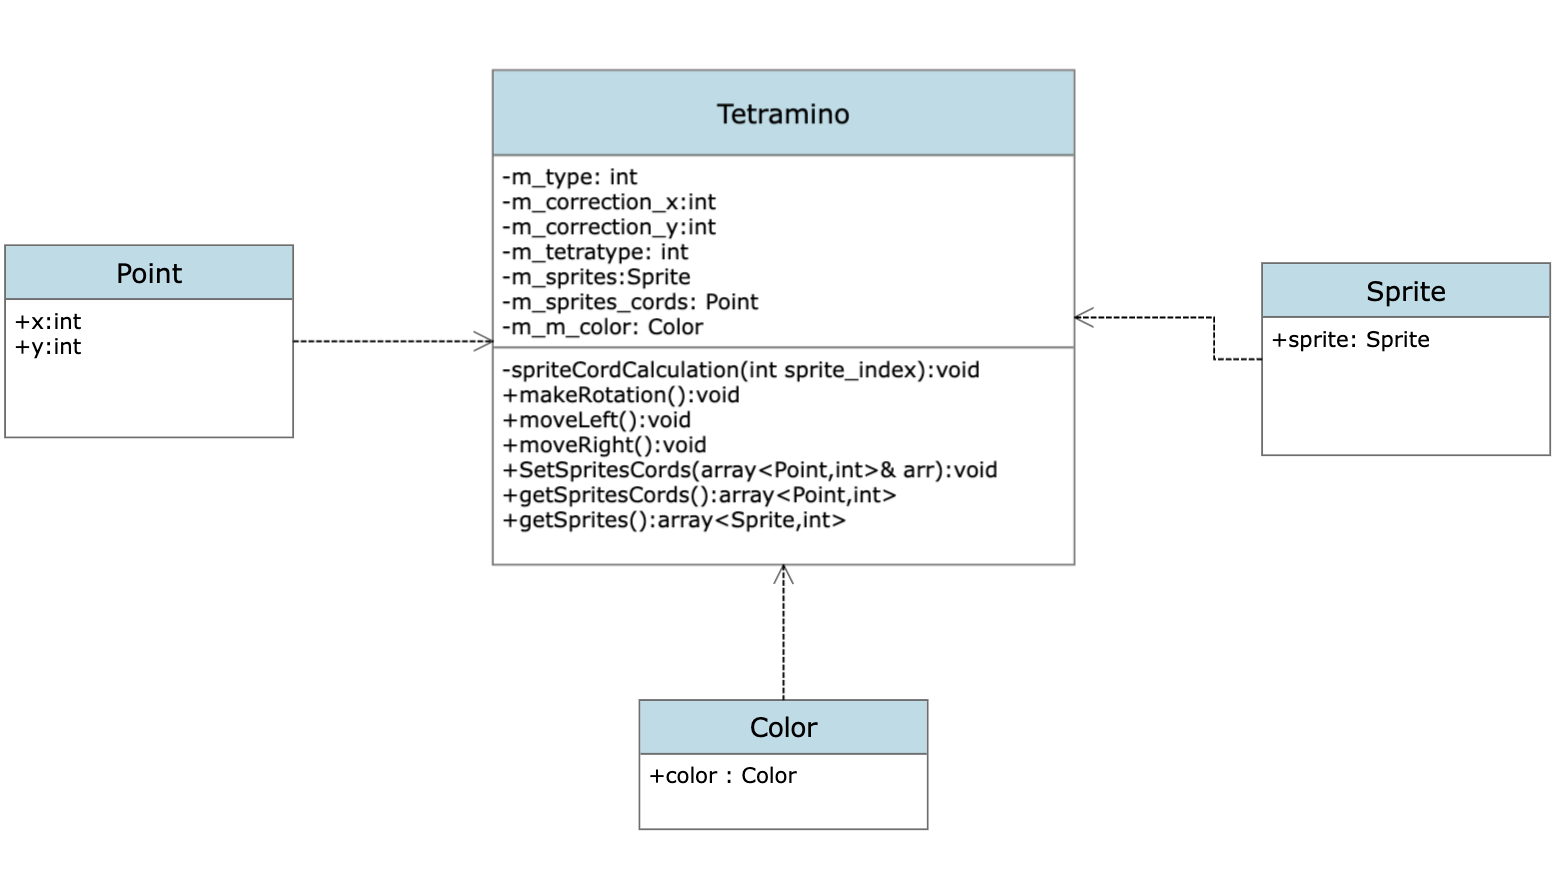 Tetramino
-m_type: int
-m_correction_x:int
-m_correction_y:int
-m_tetratype: int
-m_sprites:Sprite
-m_sprites_cords: Point
-m_m_color: Color
-spriteCordCalculation(int sprite_index):void
+makeRotation():void
+moveLeft():void
+moveRight():void
+SetSpritesCords(array<Point,int>& arr):void
+getSpritesCords():array<Point,int>
+getSprites():array<Sprite,int>
Point
+x:int
+y:int
Sprite
+sprite: Sprite
Color
+color : Color